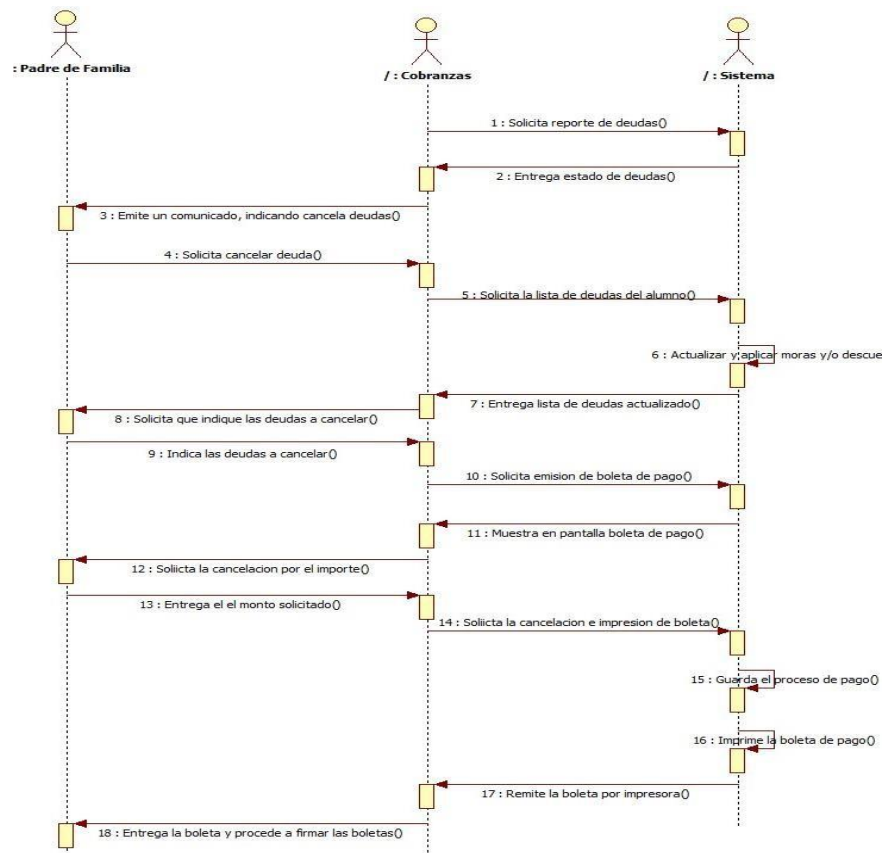 : Padre de Familia
/ : Cobranzas
/ : Sistema
1 : Solicita reporte de deudas()
2 : Entrega estado de deudas()
3 : Emite un comunicado, indicando cancela deudas()
4 : Solicita cancelar deuda()
5 : Solicita la lista de deudas del alumno()
6 : Actualizar y aplicar moras y/o descue
7 : Entrega lista de deudas actualizado()
8 : Solicita que indique las deudas a cancelar()
9 : Indica las deudas a cancelar()
10 : Solicita emision de boleta de pago()
11 : Muestra en pantalla boleta de pago()
12 : Soliicta la cancelacion por el importe()
13 : Entrega el el monto solicitado()
14 : Soliicta la cancelacion e impresion de boleta()
15 : Guarda el proceso de pago()
16 : Imprime la boleta de pago()
17 : Remite la boleta por impresora()
18 : Entrega la boleta y procede a firmar las boletas()